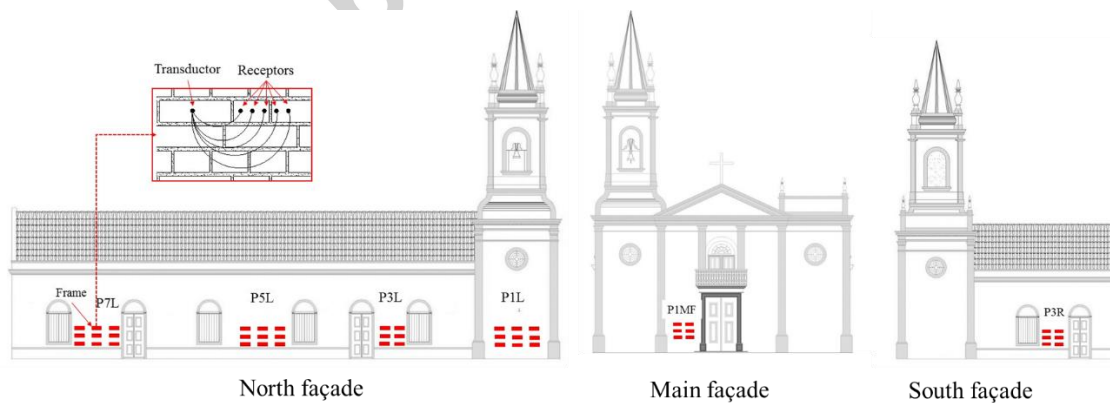 Transductor Receptors
Frame
P7L
P5L
P3L
P1L
P1MF
P3R
North façade
Main façade
South façade